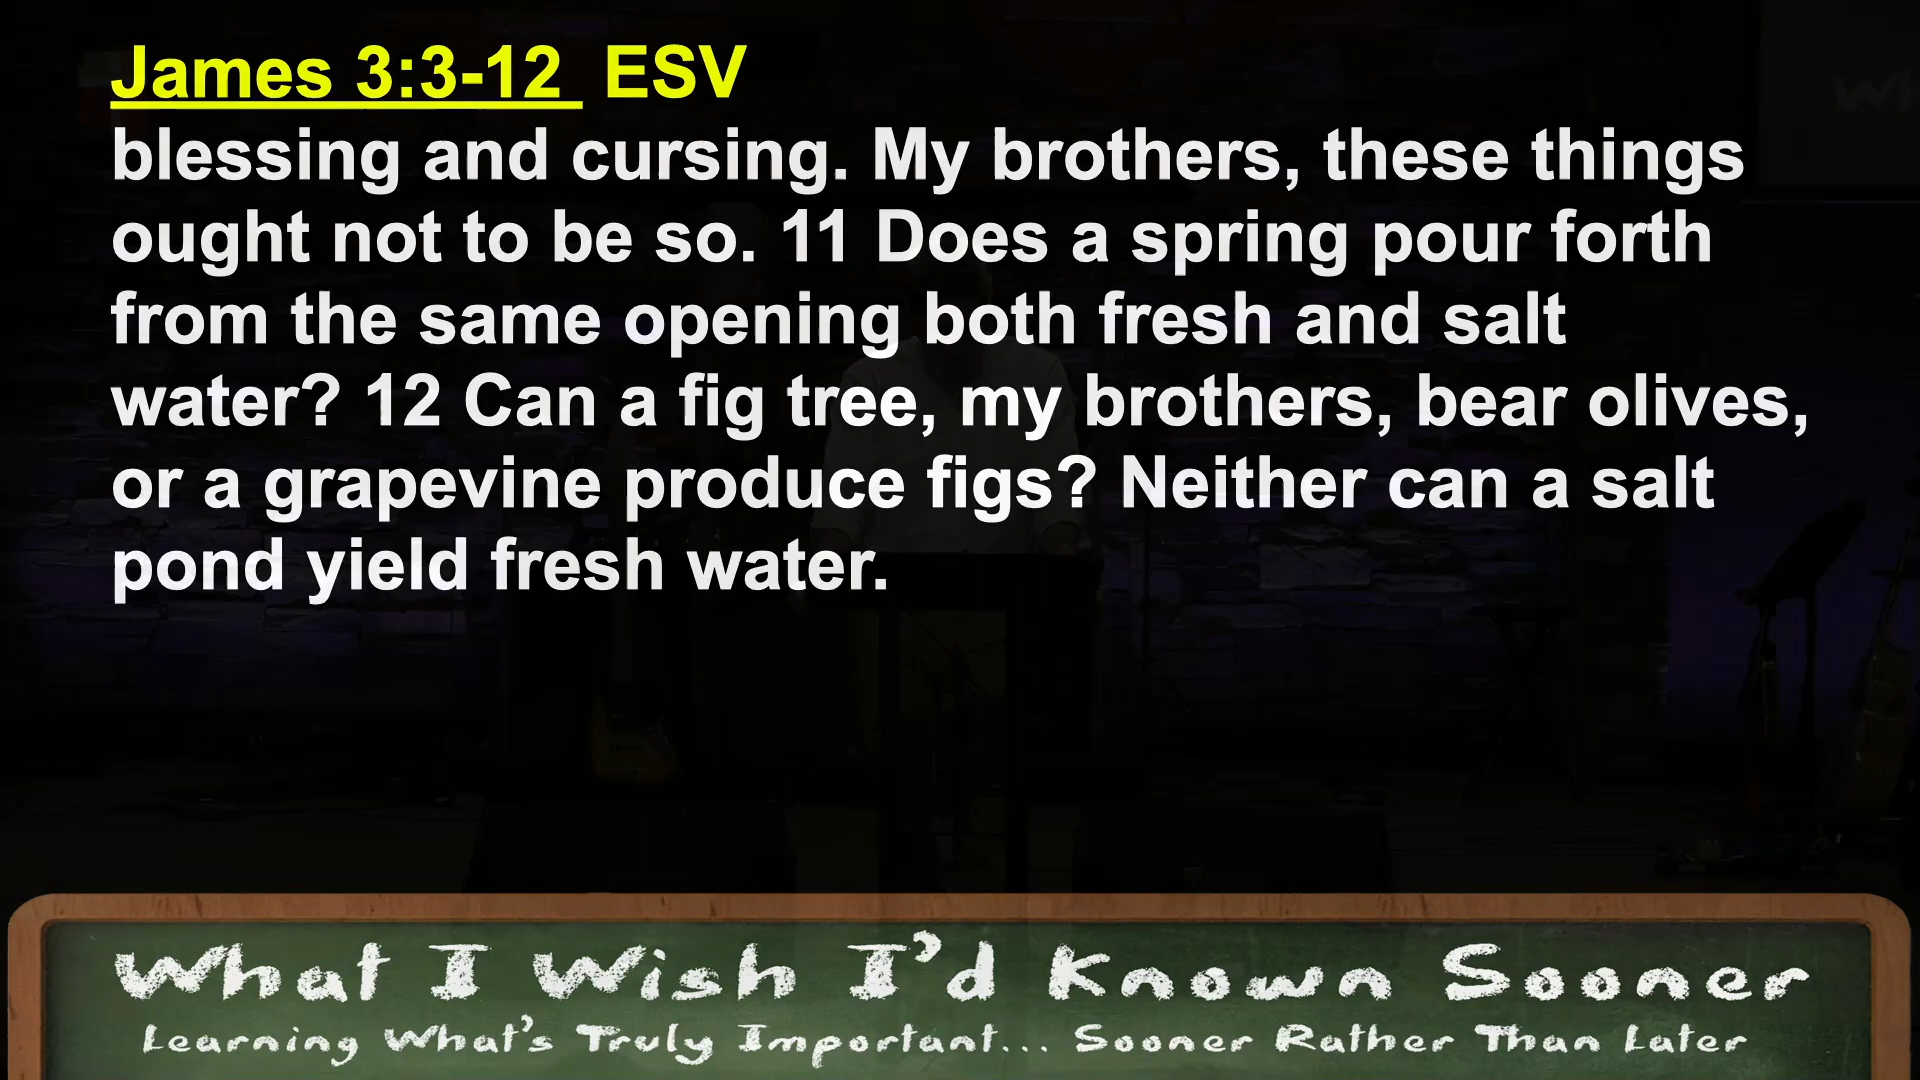 James 3:3-12 ESV
blessing and cursing. My brothers, these things
ought not to be so. 11 Does a spring pour forth
from the same opening both fresh and salt
water? 12 Can a fig tree, my brothers, bear olives,
or a grapevine produce figs? Neither can a salt
pond yield fresh water.
What I Wish I'd Known Sooner
Learning What's Truly Important... Sooner Rather Than Later